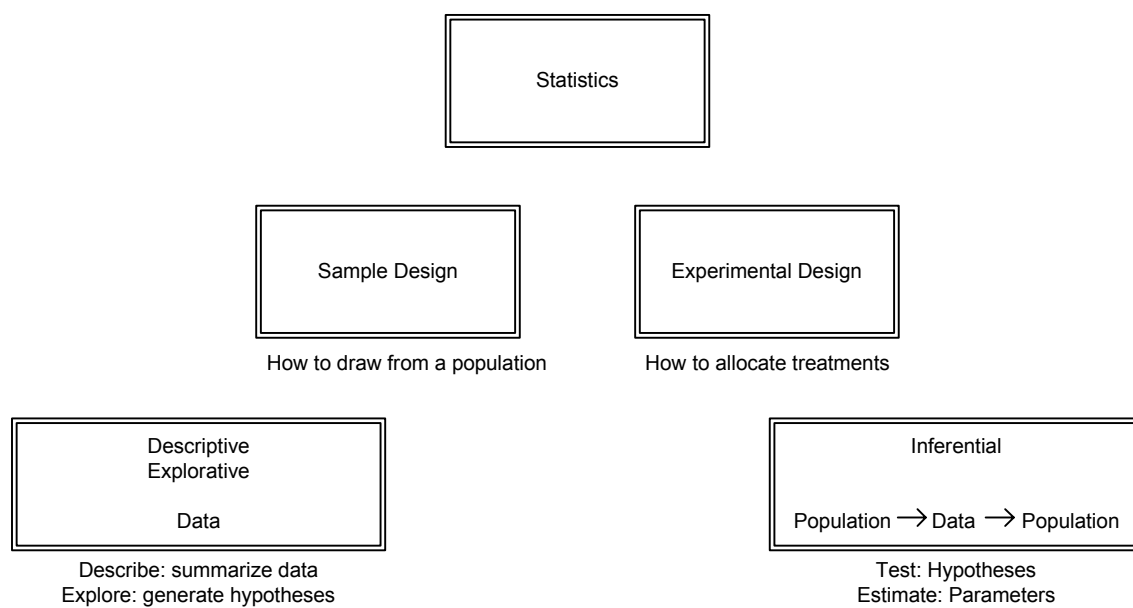 Statistics
Sample Design
Experimental Design
How to draw from a population
How to allocate treatments
Descriptive
Explorative
Data
Describe: summarize data
Explore: generate hypotheses
Inferential
Population → Data → Population
Test: Hypotheses
Estimate: Parameters